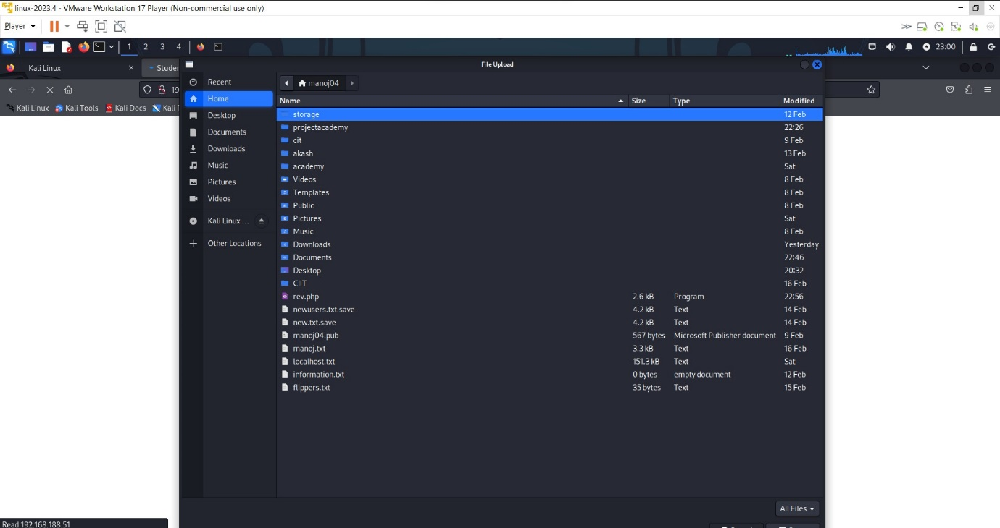 linux-2023.4 - VMware Workstation 17 Player (Non-commercial use only)
Player
1 2 3 4 23:00
Kali Linux Studer File Upload
19
Kali Linux Kali Tools Kali Docs Kali
Recent
Home
Desktop
Documents
Downloads
Music
Pictures
Videos
Kali Linux ...
Other Locations
manoj04
Name Size Type Modified
storage 12 Feb
projectacademy 22:26
cit 9 Feb
akash 13 Feb
academy Sat
Videos 8 Feb
Templates 8 Feb
Public 8 Feb
Pictures Sat
Music 8 Feb
Downloads Yesterday
Documents 22:46
Desktop 20:32
CIIT 16 Feb
rev.php 2.6 kB Program 22:56
newusers.txt.save 4.2 kB Text 14 Feb
new.txt.save 4.2 kB Text 14 Feb
manoj04.pub 567 bytes Microsoft Publisher document 9 Feb
manoj.txt 3.3 kB Text 16 Feb
localhost.txt 151.3 kB Text Sat
information.txt 0 bytes empty document 12 Feb
flippers.txt 35 bytes Text 15 Feb
All Files
Read 192.168.188.51